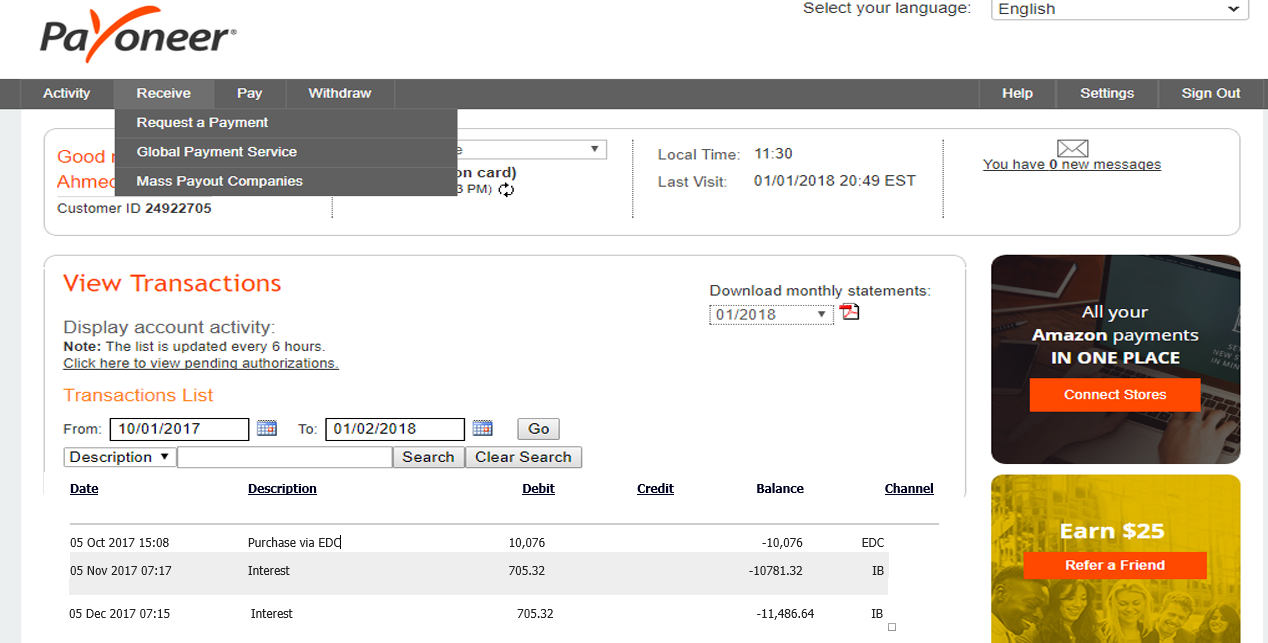 Select your language: English
Payoneer®
Activity Receive Pay Withdraw Help Settings Sign Out
Request a Payment
Global Payment Service
Mass Payout Companies
Good
Ahmed
Customer ID 24922705
card)
3 PM)
Local Time: 11:30
Last Visit: 01/01/2018 20:49 EST
You have 0 new messages
View Transactions
Download monthly statements:
01/2018
Display account activity:
Note: The list is updated every 6 hours.
Click here to view pending authorizations.
Transactions List
From: 10/01/2017 To: 01/02/2018 Go
Description Search Clear Search
Date Description Debit Credit Balance Channel
05 Oct 2017 15:08 Purchase via EDC 10,076 -10,076 EDC
05 Nov 2017 07:17 Interest 705.32 -10781.32 IB
05 Dec 2017 07:15 Interest 705.32 -11,486.64 IB
All your
Amazon payments
IN ONE PLACE
Connect Stores
Earn $25
Refer a Friend